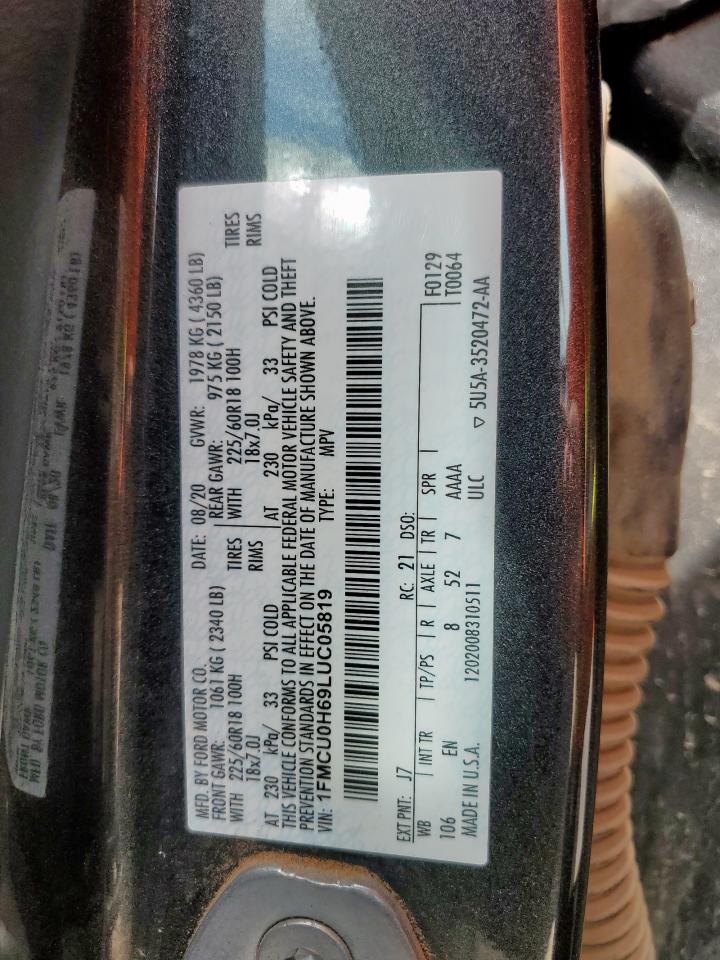 MFD. BY FORD MOTOR CO. DATE: 08/20 GVWR: 1978 KG ( 4360 LB)
FRONT GAWR: 1061 KG ( 2340 LB) REAR GAWR: 975 KG ( 2150 LB)
WITH 225/60R18 100H TIRES WITH 225/60R18 100H TIRES
18x7.0J RIMS 18x7.0J RIMS
AT 230 kPa/ 33 PSI COLD AT 230 kPa/ 33 PSI COLD
THIS VEHICLE CONFORMS TO ALL APPLICABLE FEDERAL MOTOR VEHICLE SAFETY AND THEFT
PREVENTION STANDARDS IN EFFECT ON THE DATE OF MANUFACTURE SHOWN ABOVE.
VIN: 1FMCU0H69LUC05819 TYPE: MPV
EXT PNT: J7 RC: 21 DSO: F0129
WB INT TR TP/PS R AXLE TR SPR T0064
106 EN 8 52 7 AAAA
MADE IN U.S.A. 1202008310511 ULC ▽ 5U5A-3520472-AA